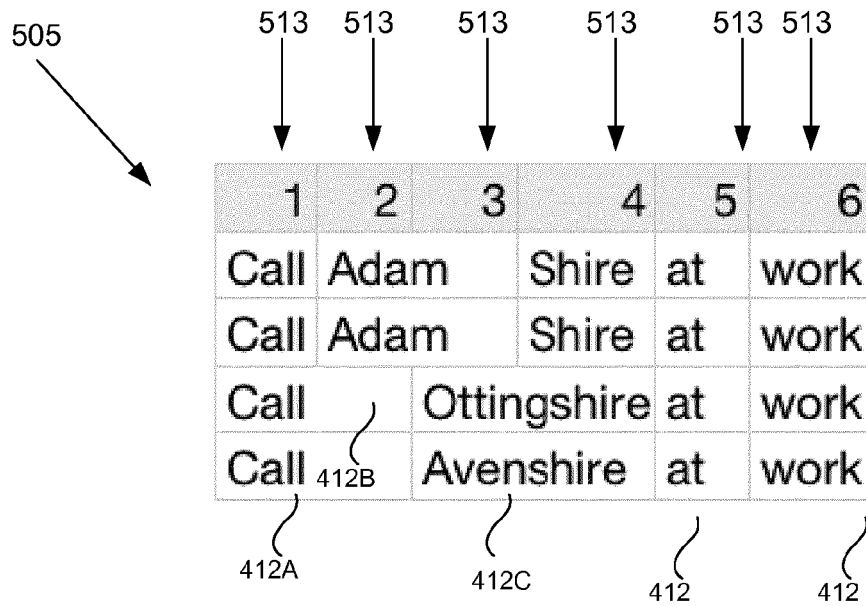 505
513 513 513 513 513 513
1 2 3 4 5 6
Call Adam Shire at work
Call Adam Shire at work
Call Ottingshire at work
Call Avenshire at work
412B
412A 412C 412 412